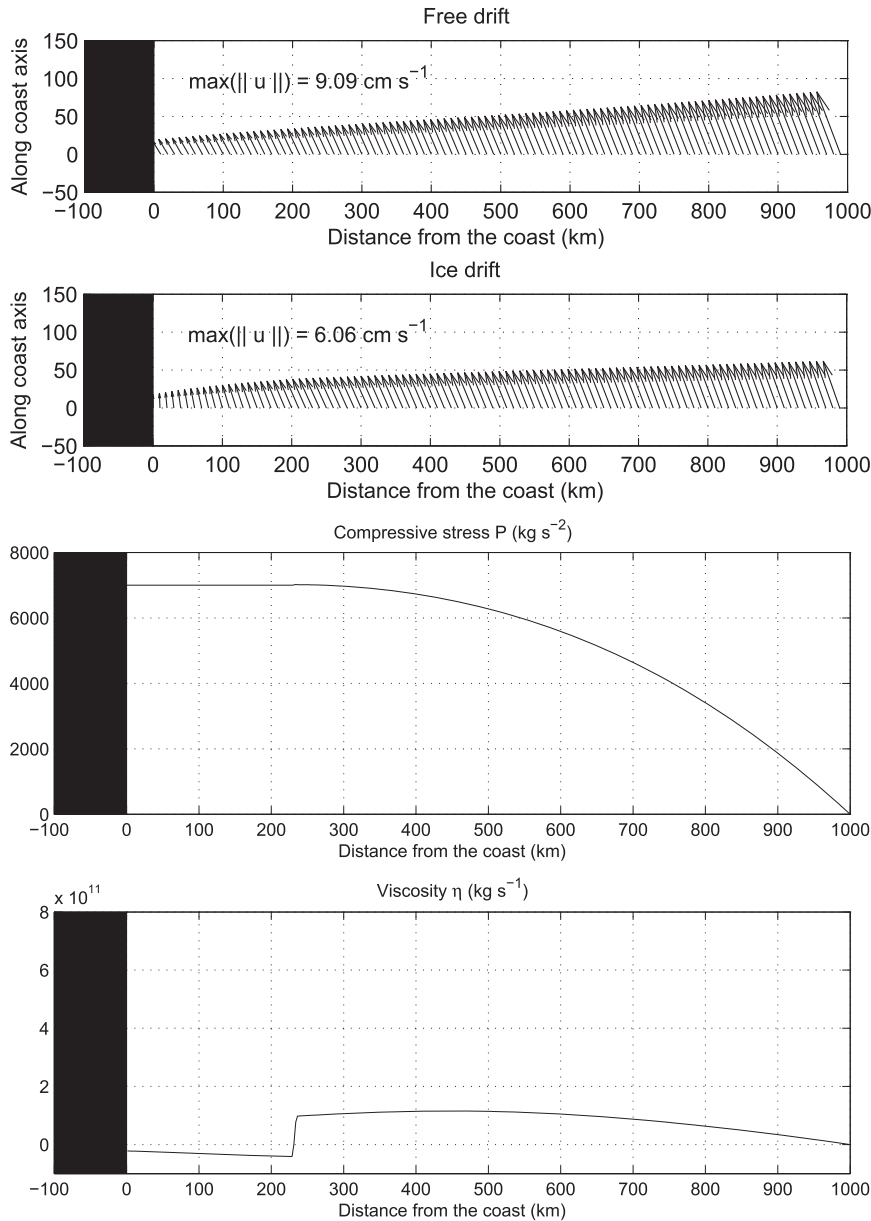 Free drift
150
100
50
0
−50
Along coast axis
max(|| u ||) = 9.09 cm s⁻¹
−100 0 100 200 300 400 500 600 700 800 900 1000
Distance from the coast (km)
Ice drift
150
100
50
0
−50
Along coast axis
max(|| u ||) = 6.06 cm s⁻¹
−100 0 100 200 300 400 500 600 700 800 900 1000
Distance from the coast (km)
Compressive stress P (kg s⁻²)
8000
6000
4000
2000
0
−100 0 100 200 300 400 500 600 700 800 900 1000
Distance from the coast (km)
Viscosity η (kg s⁻¹)
x 10¹¹
8
6
4
2
0
−100 0 100 200 300 400 500 600 700 800 900 1000
Distance from the coast (km)